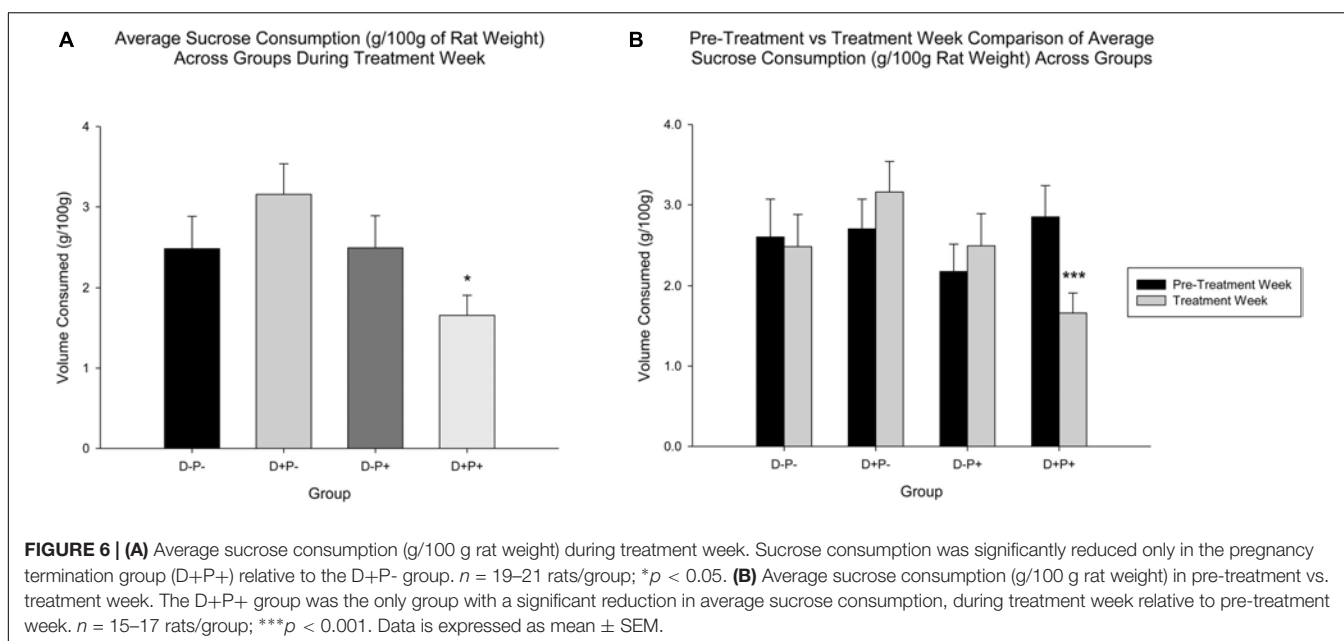 A
Average Sucrose Consumption (g/100g of Rat Weight)
Across Groups During Treatment Week
Volume Consumed (g/100g)
4
3
2
1
0
*
D-P-
D+P-
D-P+
D+P+
Group
B
Pre-Treatment vs Treatment Week Comparison of Average
Sucrose Consumption (g/100g Rat Weight) Across Groups
Volume Consumed (g/100g)
4.0
3.0
2.0
1.0
0.0
***
D-P-
D+P-
D-P+
D+P+
Group
Pre-Treatment Week
Treatment Week
FIGURE 6 | (A) Average sucrose consumption (g/100 g rat weight) during treatment week. Sucrose consumption was significantly reduced only in the pregnancy
termination group (D+P+) relative to the D+P- group. n = 19–21 rats/group; *p < 0.05. (B) Average sucrose consumption (g/100 g rat weight) in pre-treatment vs.
treatment week. The D+P+ group was the only group with a significant reduction in average sucrose consumption, during treatment week relative to pre-treatment
week. n = 15–17 rats/group; ***p < 0.001. Data is expressed as mean ± SEM.